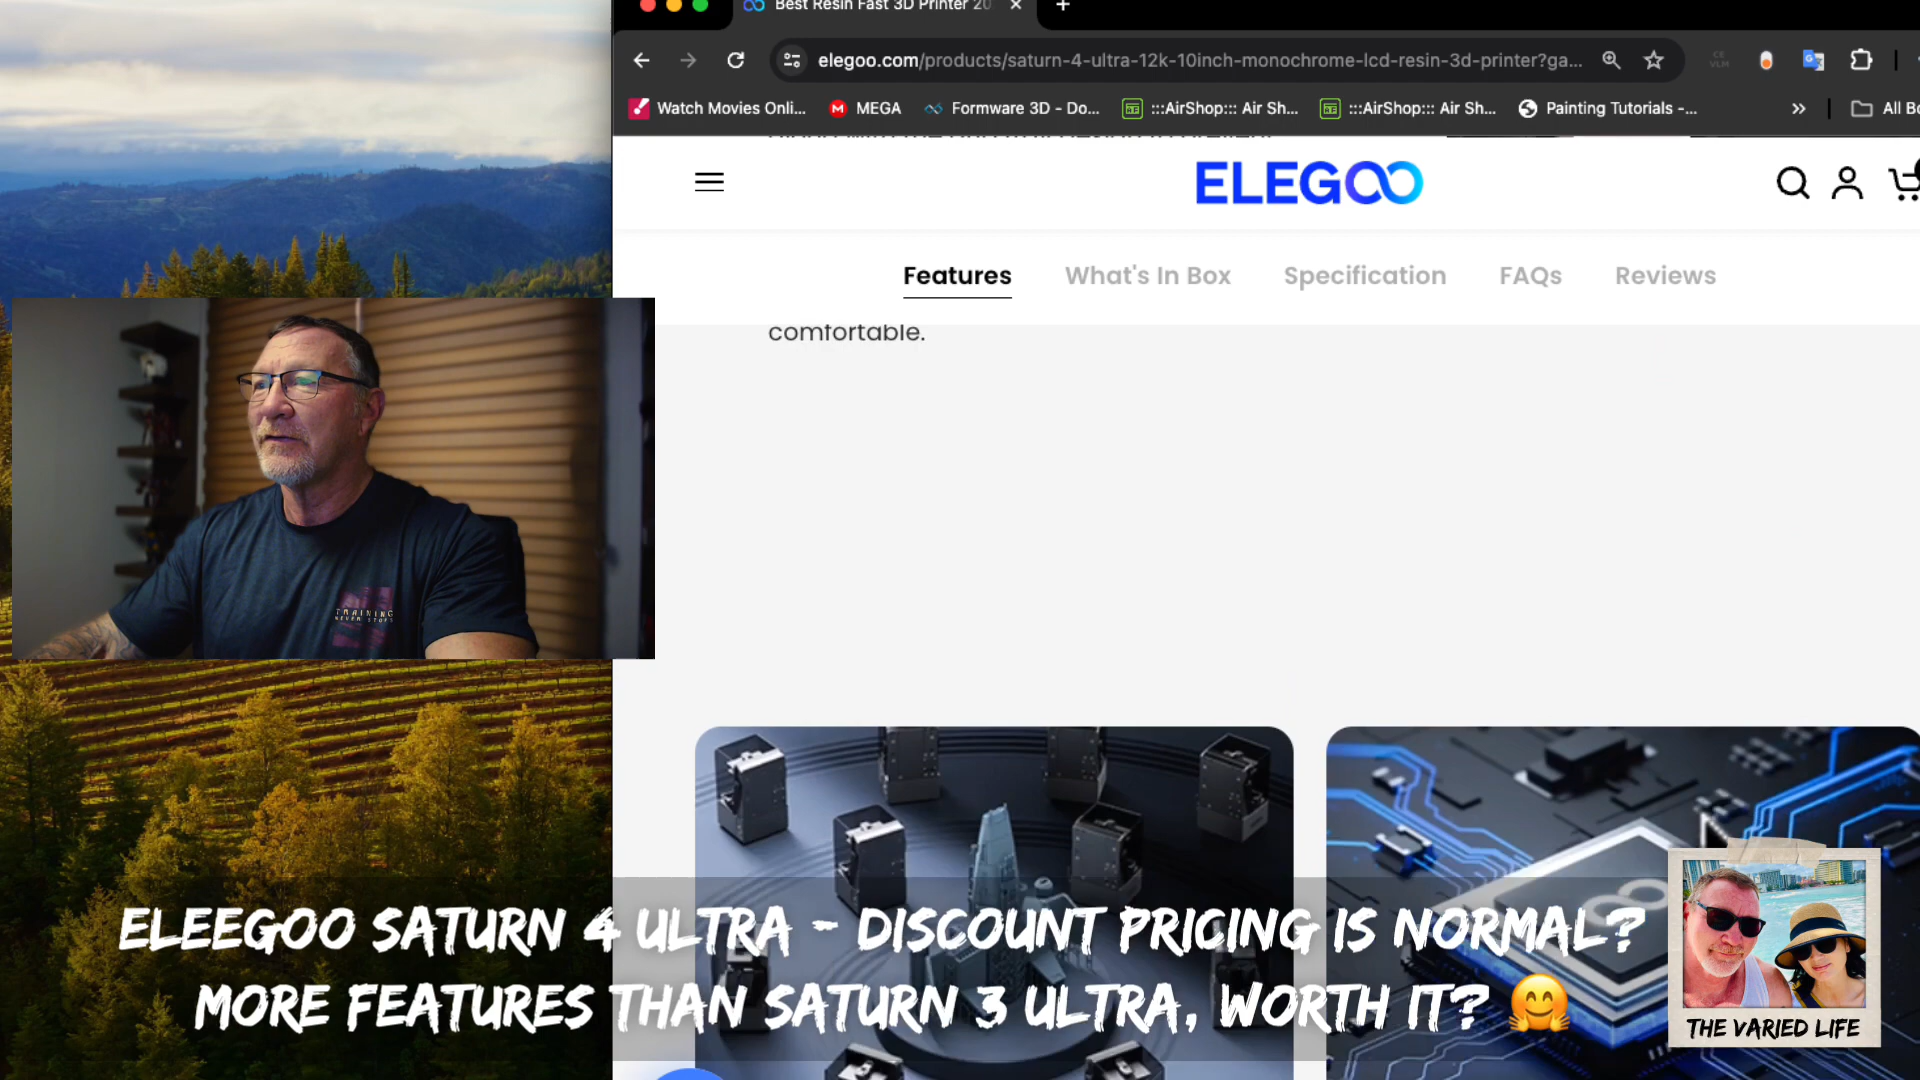 Best Resin Fast 3D Printer 20
elegoo.com/products/saturn-4-ultra-12k-10inch-monochrome-lcd-resin-3d-printer?ga...
Watch Movies Onli... MEGA Formware 3D - Do... :::AirShop::: Air Sh... :::AirShop::: Air Sh... Painting Tutorials -... » All Bo
ELEGOO
Features What's In Box Specification FAQs Reviews
comfortable.
TRAINING
NEVER STOPS
ELEEGOO SATURN 4 ULTRA - DISCOUNT PRICING IS NORMAL?
MORE FEATURES THAN SATURN 3 ULTRA, WORTH IT? 🤗
THE VARIED LIFE